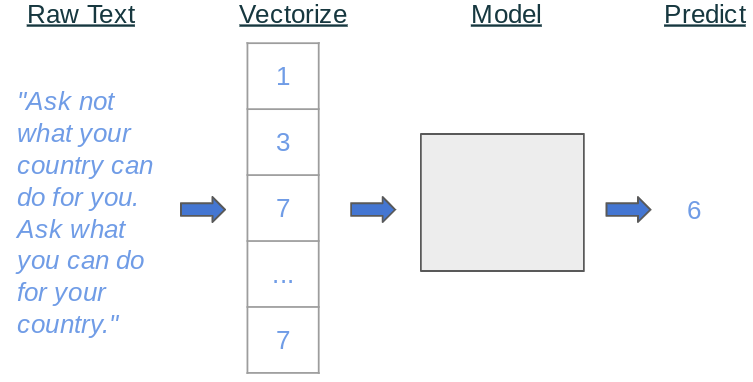 Raw Text
Vectorize
Model
Predict
"Ask not
what your
country can
do for you.
Ask what
you can do
for your
country."
1
3
7
...
7
6